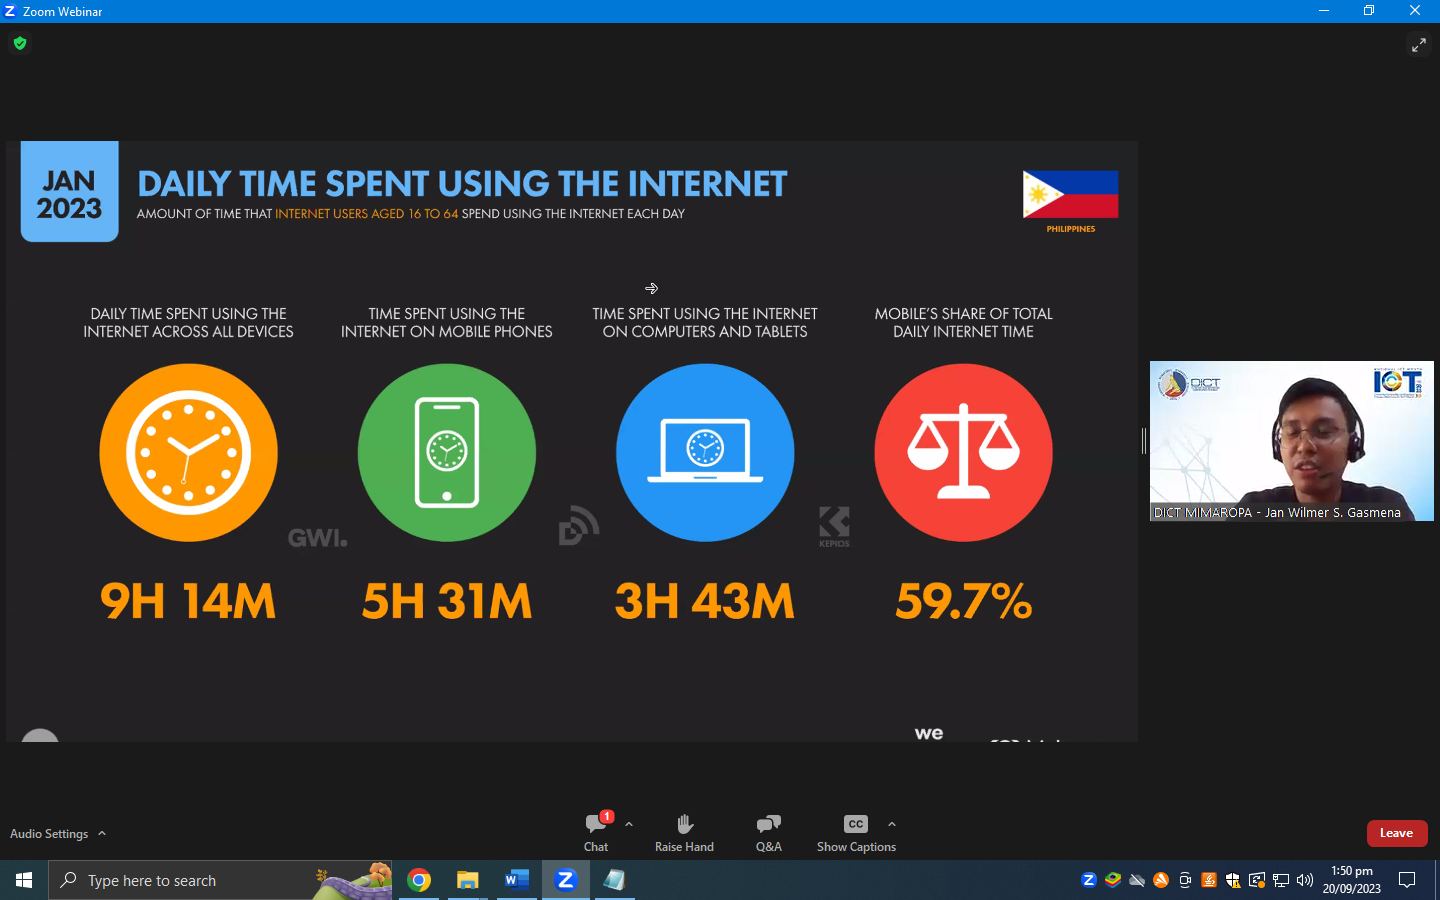 Zoom Webinar
JAN
2023
DAILY TIME SPENT USING THE INTERNET
AMOUNT OF TIME THAT INTERNET USERS AGED 16 TO 64 SPEND USING THE INTERNET EACH DAY
PHILIPPINES
DAILY TIME SPENT USING THE
INTERNET ACROSS ALL DEVICES
TIME SPENT USING THE
INTERNET ON MOBILE PHONES
TIME SPENT USING THE INTERNET
ON COMPUTERS AND TABLETS
MOBILE'S SHARE OF TOTAL
DAILY INTERNET TIME
GWI.
KEPIOS
9H 14M
5H 31M
3H 43M
59.7%
we
DICT
NATIONAL ICT MONTH
ICT
DICT MIMAROPA - Jan Wilmer S. Gasmena
Audio Settings
1
Chat
Raise Hand
Q&A
CC
Show Captions
Leave
Type here to search
1:50 pm
20/09/2023